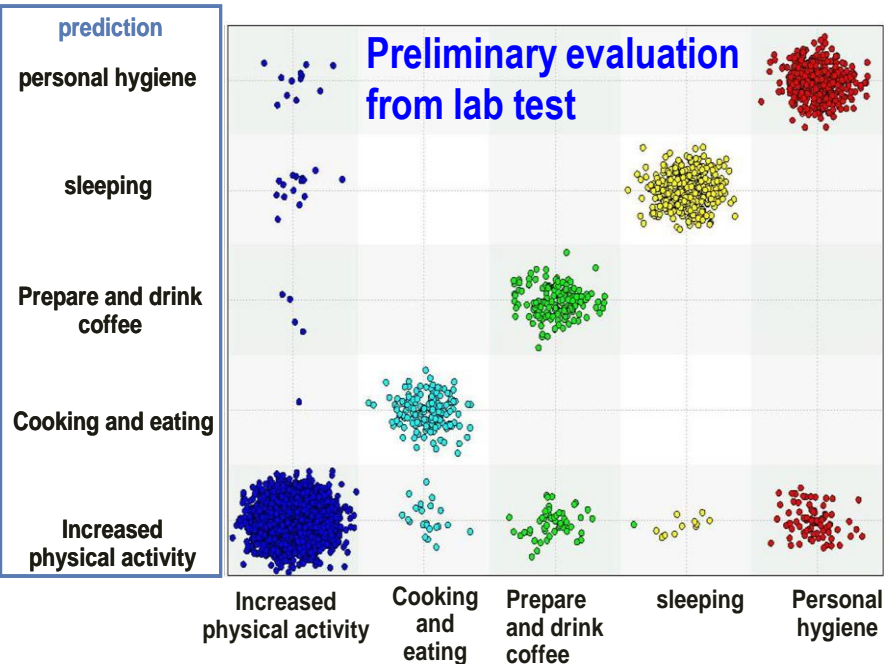 prediction
Preliminary evaluation
from lab test
personal hygiene
sleeping
Prepare and drink
coffee
Cooking and eating
Increased
physical activity
Increased
physical activity
Cooking
and
eating
Prepare
and drink
coffee
sleeping
Personal
hygiene